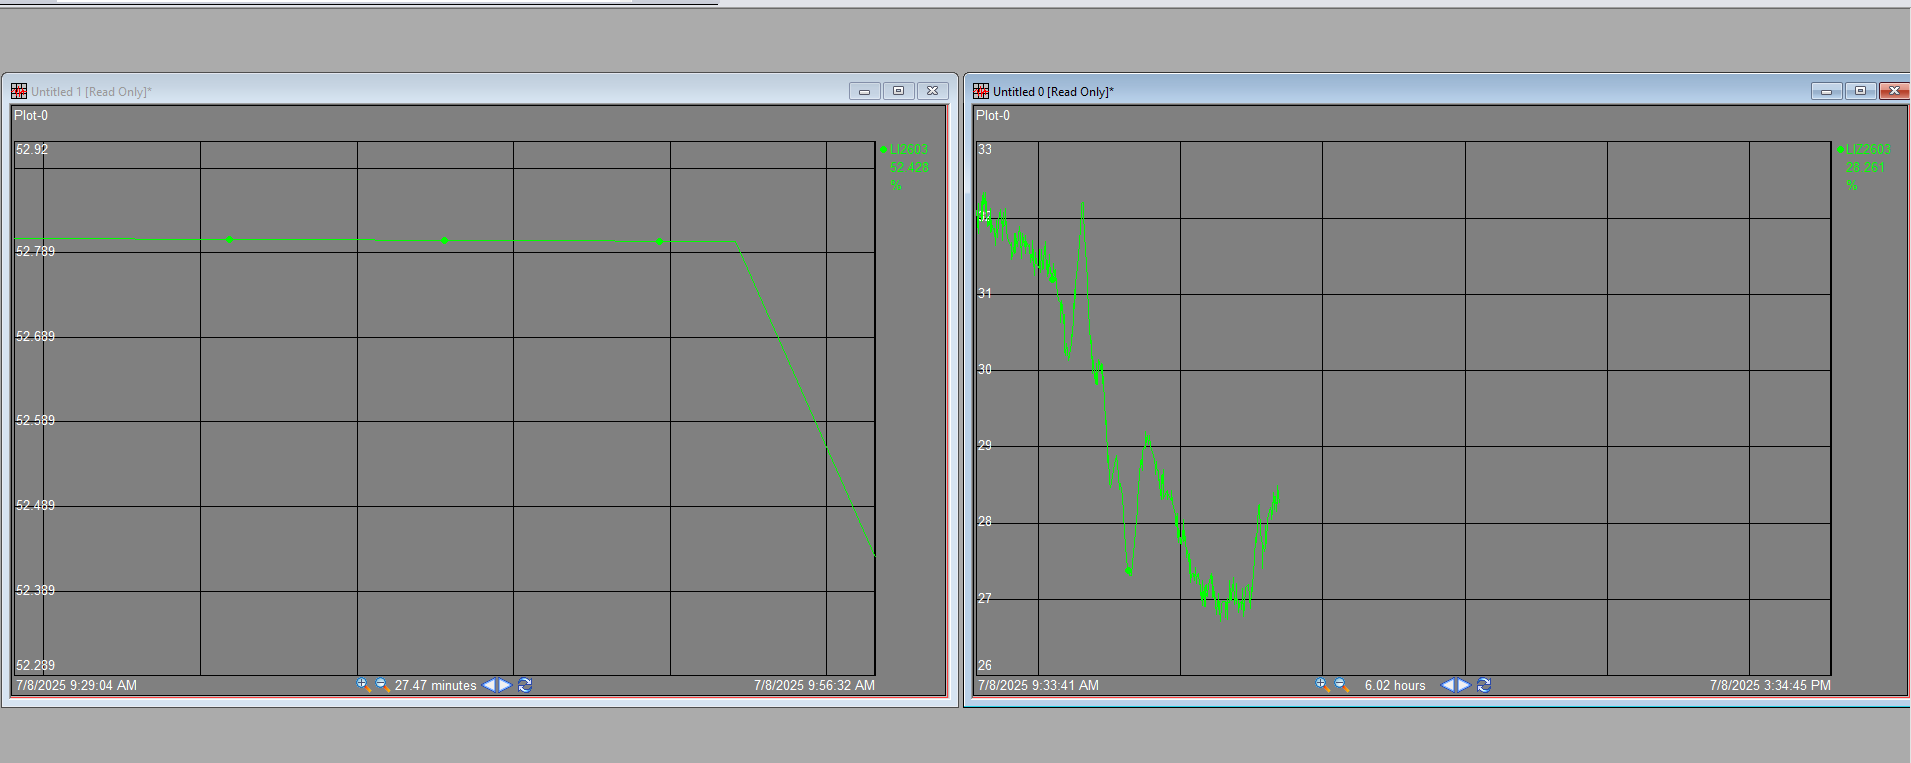 Untitled 1 [Read Only]*
Plot-0
52.92
52.789
52.689
52.589
52.489
52.389
52.289
LI2603
52.428
%
7/8/2025 9:29:04 AM
27.47 minutes
7/8/2025 9:56:32 AM
Untitled 0 [Read Only]*
Plot-0
33
32
31
30
29
28
27
26
LIZ2603
28.261
%
7/8/2025 9:33:41 AM
6.02 hours
7/8/2025 3:34:45 PM